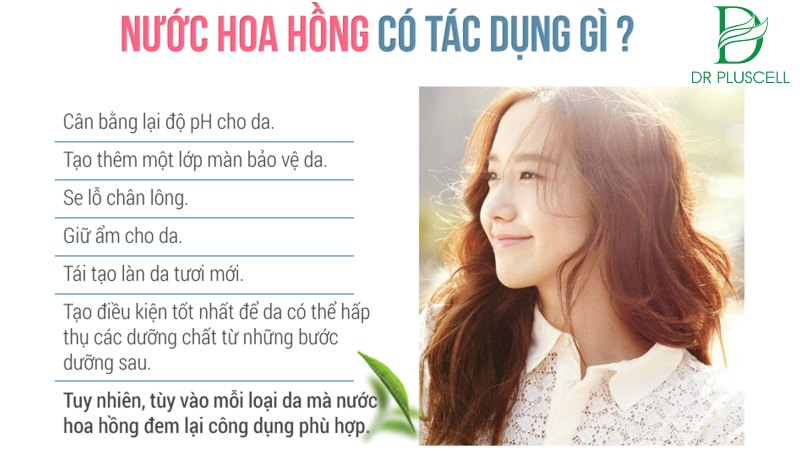 NƯỚC HOA HỒNG CÓ TÁC DỤNG GÌ ?
DR PLUSCELL
Cân bằng lại độ pH cho da.
Tạo thêm một lớp màn bảo vệ da.
Se lỗ chân lông.
Giữ ẩm cho da.
Tái tạo làn da tươi mới.
Tạo điều kiện tốt nhất để da có thể hấp
thụ các dưỡng chất từ những bước
dưỡng sau.
Tuy nhiên, tùy vào mỗi loại da mà nước
hoa hồng đem lại công dụng phù hợp.